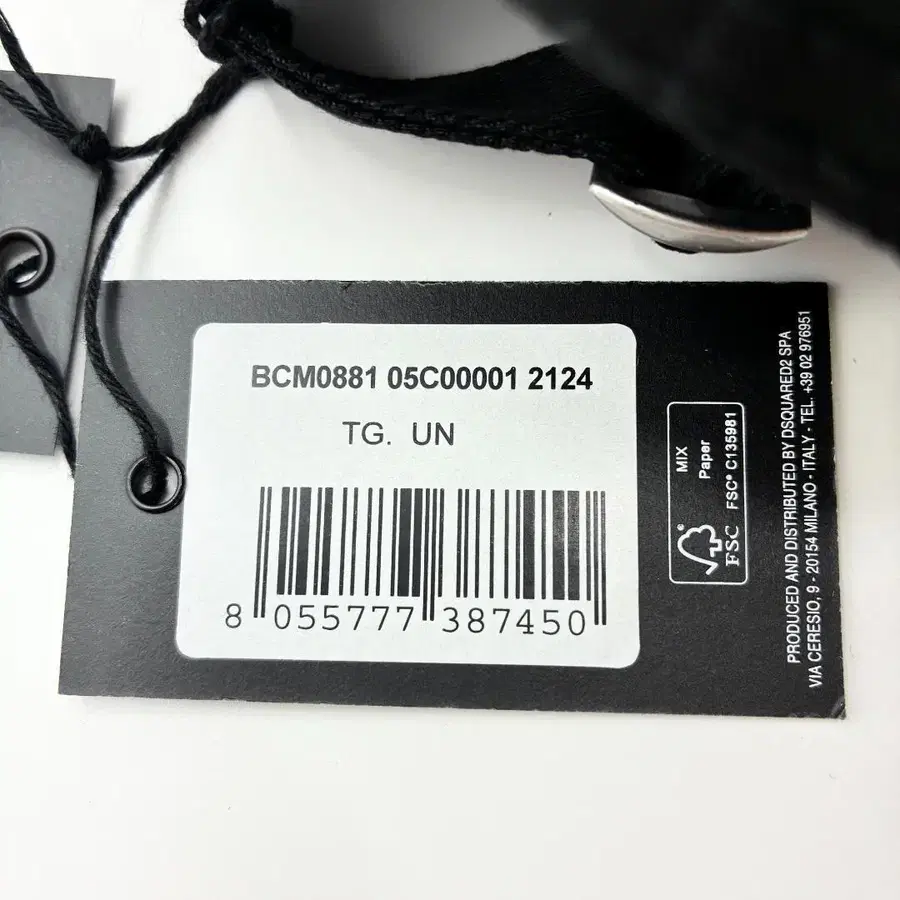 BCM0881 05C00001 2124
TG. UN
8 055777 387450
MIX
Paper
FSC® C135981
® FSC
PRODUCED AND DISTRIBUTED BY DSQUARED2 SPA
VIA CERESIO, 9 - 20154 MILANO - ITALY - TEL. +39 02 976951